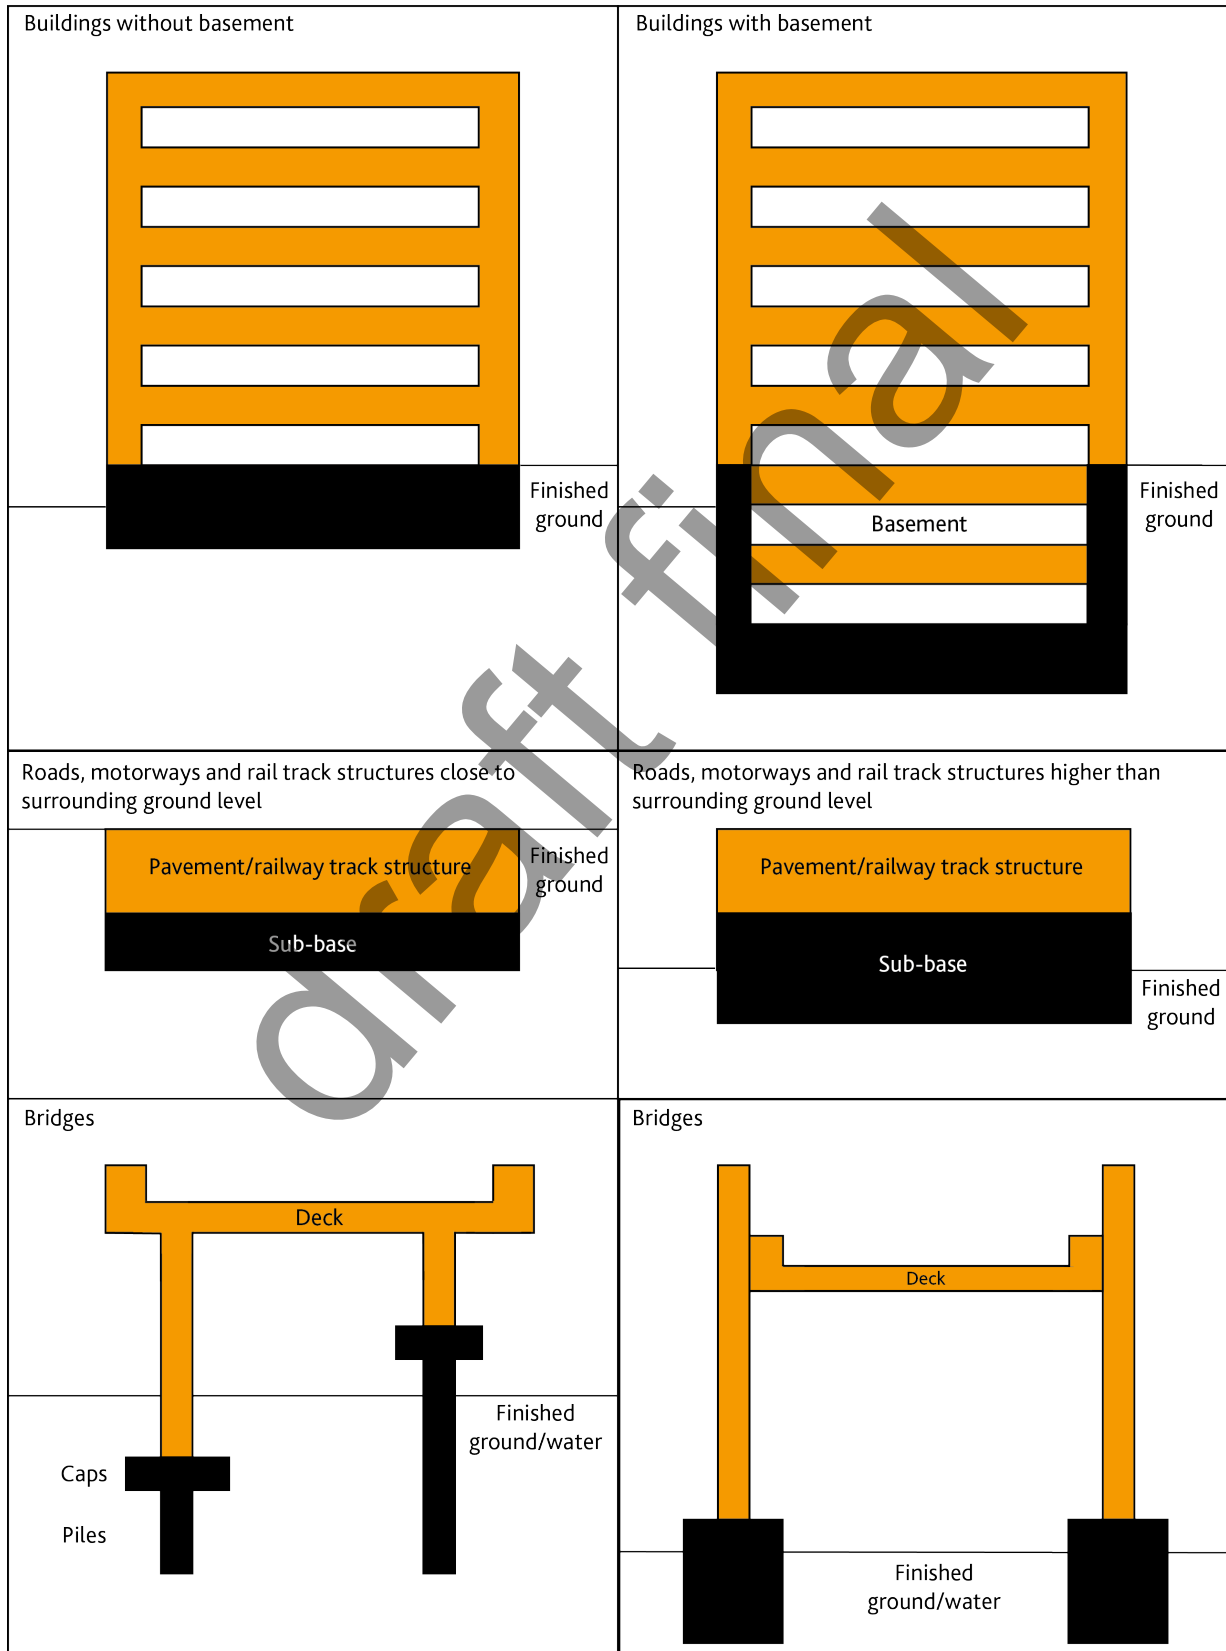 Buildings without basement
Finished
ground
Buildings with basement
Basement
Finished
ground
Roads, motorways and rail track structures close to
surrounding ground level
Pavement/railway track structure
Sub-base
Finished
ground
Roads, motorways and rail track structures higher than
surrounding ground level
Pavement/railway track structure
Sub-base
Finished
ground
Bridges
Deck
Finished
ground/water
Caps
Piles
Bridges
Deck
Finished
ground/water
draft final